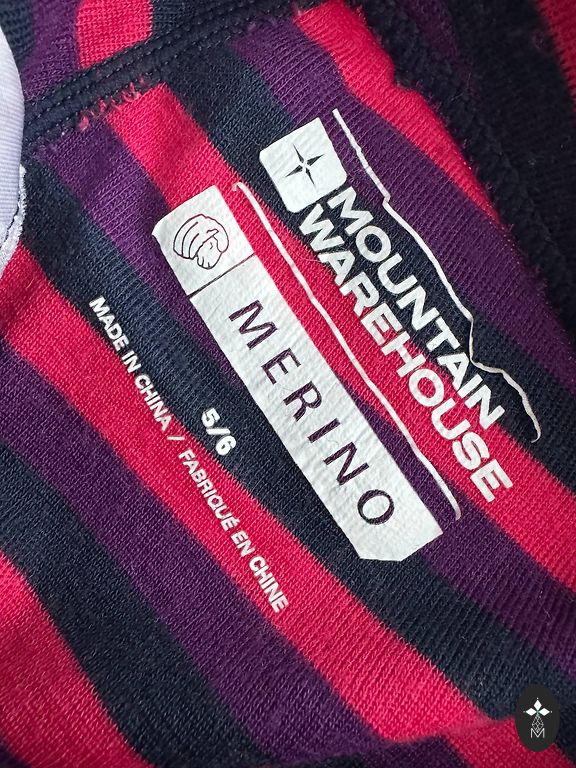 MOUNTAIN
WAREHOUSE
MERINO
5/6
MADE IN CHINA / FABRIQUÉ EN CHINE
M